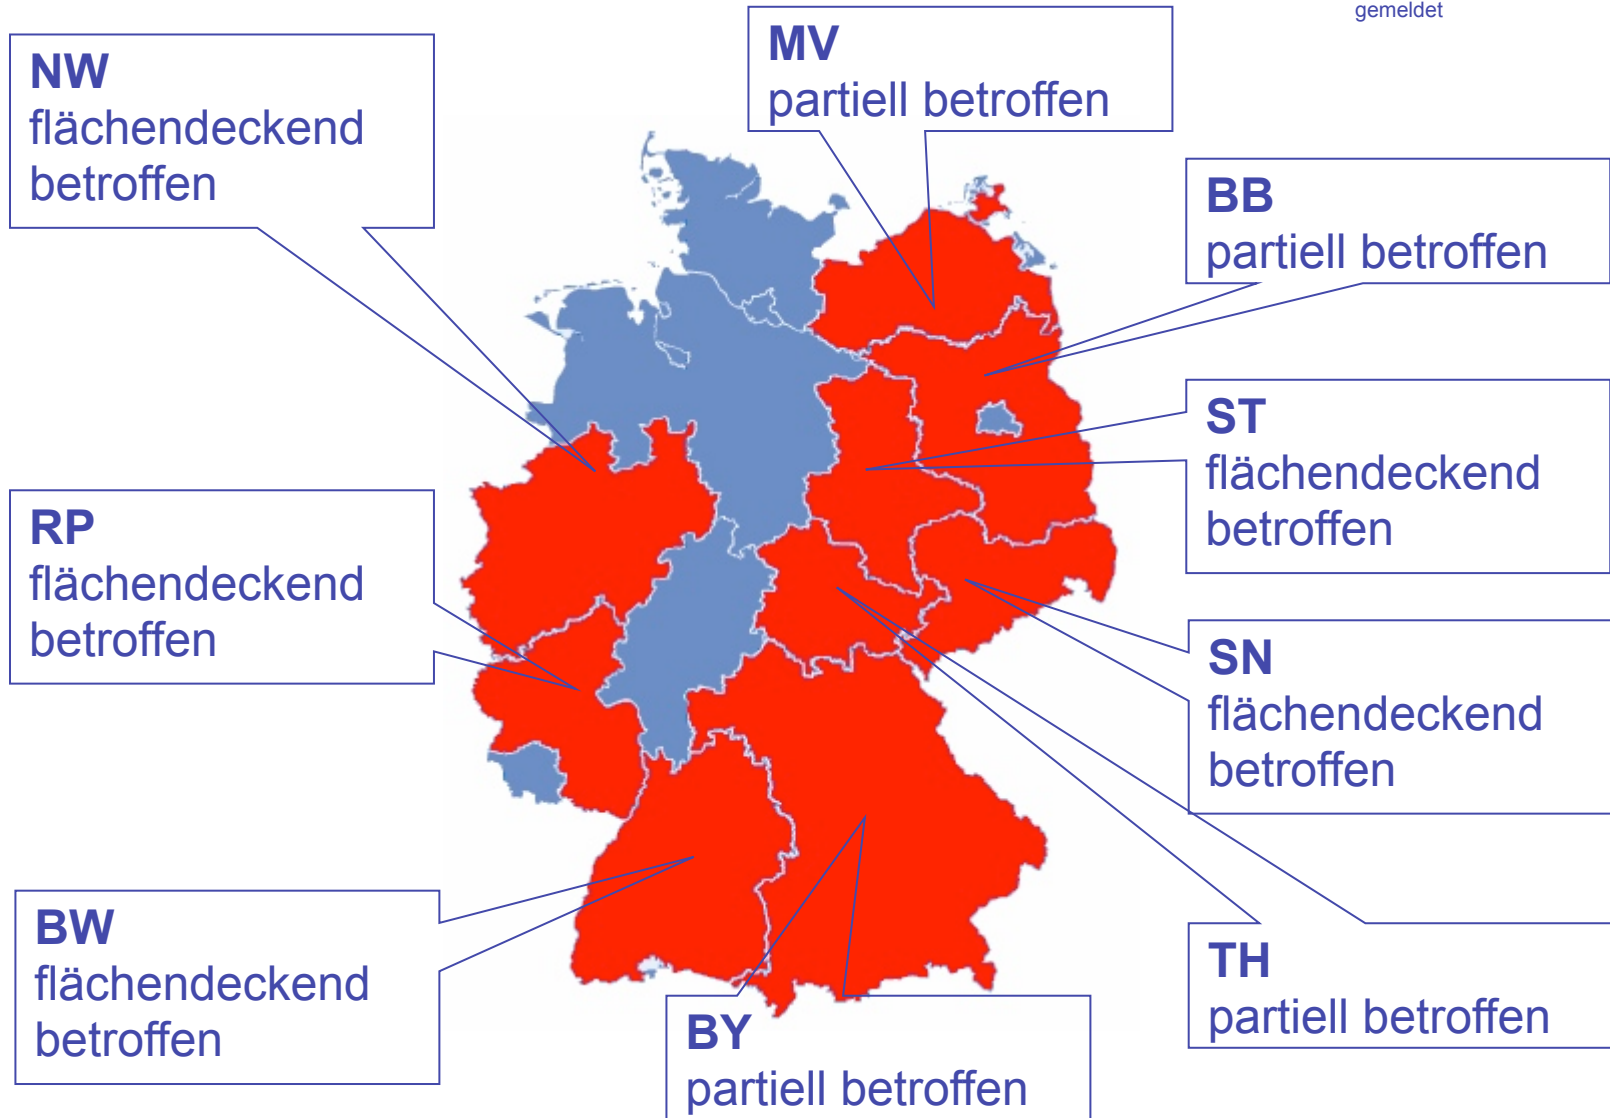 gemeldet
NW
flächendeckend
betroffen
MV
partiell betroffen
BB
partiell betroffen
ST
flächendeckend
betroffen
RP
flächendeckend
betroffen
SN
flächendeckend
betroffen
BW
flächendeckend
betroffen
TH
partiell betroffen
BY
partiell betroffen